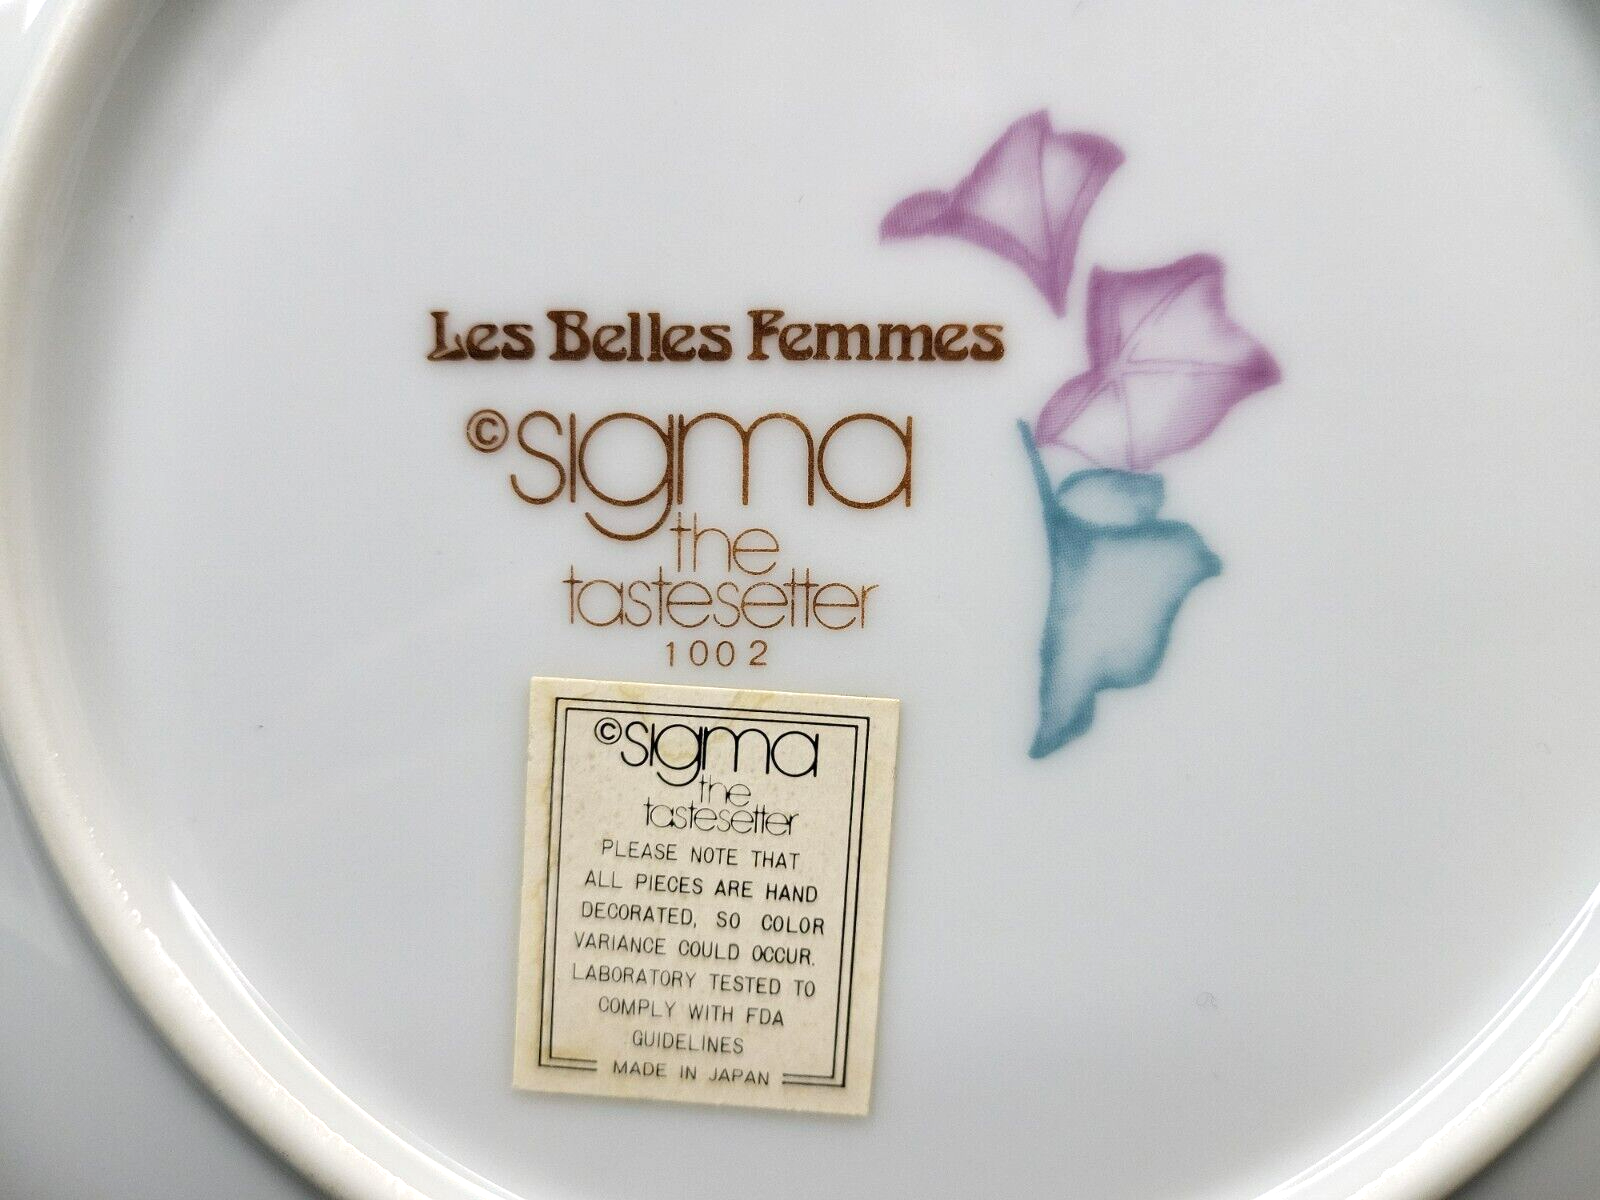 Les Belles Femmes
©sigma
the
tastesetter
1002
©sigma
the
tastesetter
PLEASE NOTE THAT
ALL PIECES ARE HAND
DECORATED, SO COLOR
VARIANCE COULD OCCUR.
LABORATORY TESTED TO
COMPLY WITH FDA
GUIDELINES
MADE IN JAPAN